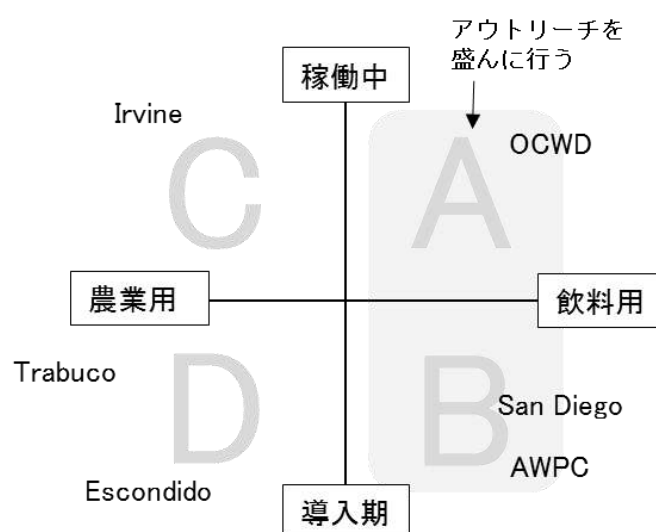 アウトリーチを
盛んに行う
稼働中
Irvine
C
A
OCWD
農業用
飲料用
Trabuco
D
B
San Diego
AWPC
Escondido
導入期